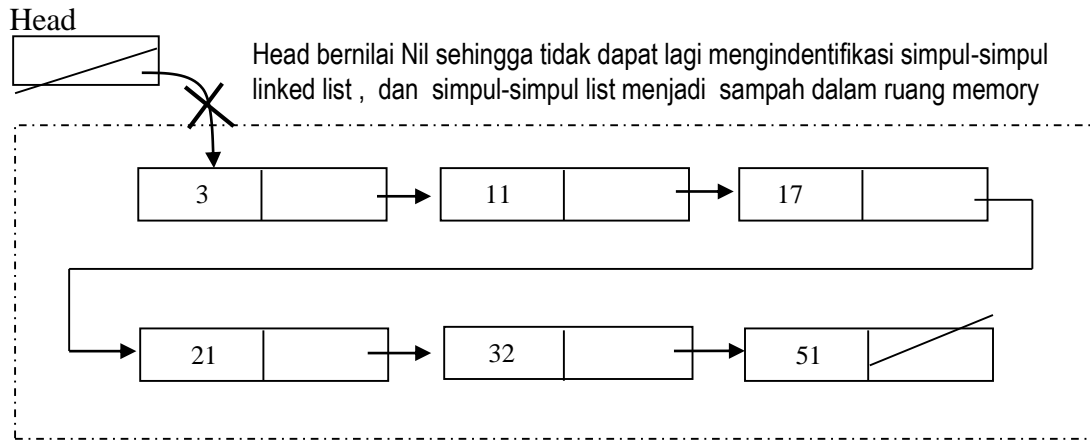 Head
Head bernilai Nil sehingga tidak dapat lagi mengindentifikasi simpul-simpul
linked list , dan simpul-simpul list menjadi sampah dalam ruang memory
3 11 17
21 32 51